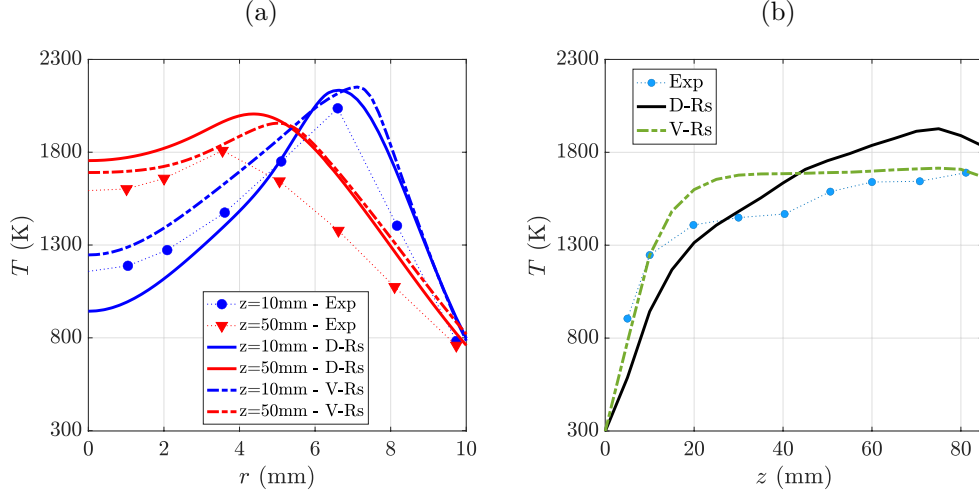 (a)
2300
1800
1300
800
300
T (K)
z=10mm - Exp
z=50mm - Exp
z=10mm - D-Rs
z=50mm - D-Rs
z=10mm - V-Rs
z=50mm - V-Rs
0 2 4 6 8 10
r (mm)
(b)
2300
1800
1300
800
300
T (K)
Exp
D-Rs
V-Rs
0 20 40 60 80
z (mm)